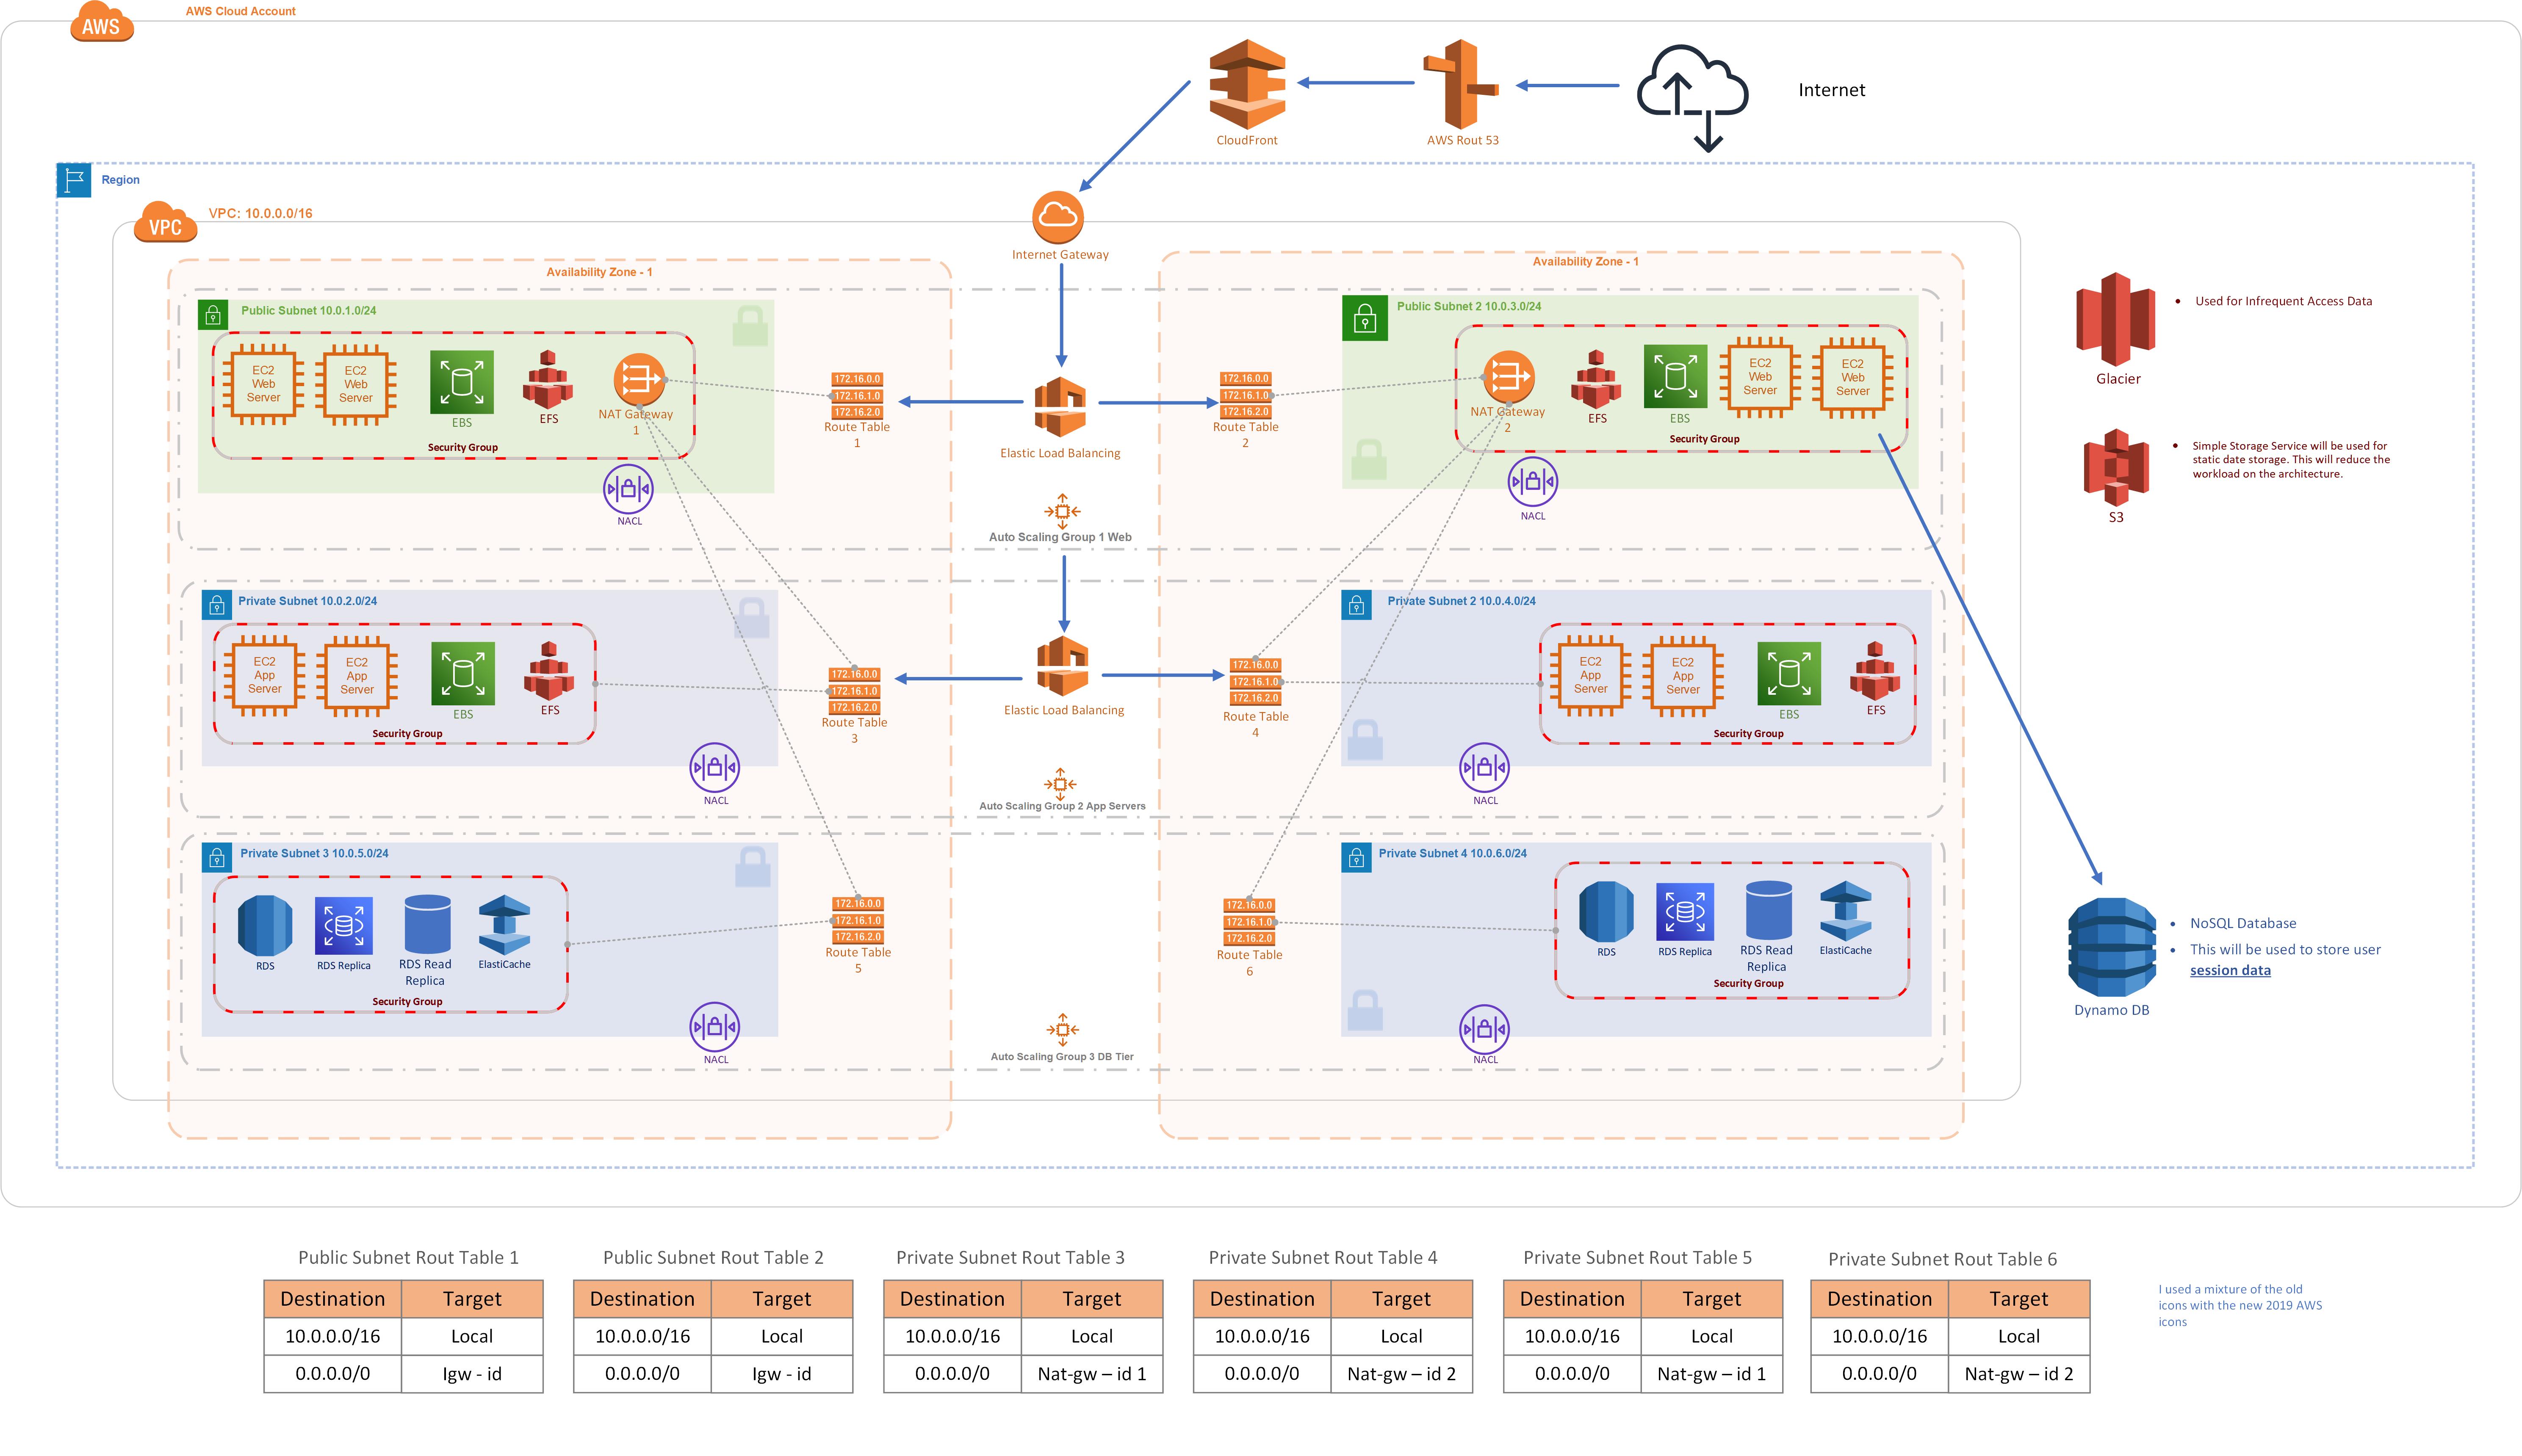 AWS
AWS Cloud Account
Internet
CloudFront
AWS Rout 53
Region
VPC
VPC: 10.0.0.0/16
Internet Gateway
Availability Zone - 1
Availability Zone - 1
Public Subnet 10.0.1.0/24
EC2
Web
Server
EC2
Web
Server
EBS
EFS
NAT Gateway
1
Security Group
NACL
172.16.0.0
172.16.1.0
172.16.2.0
Route Table
1
Elastic Load Balancing
172.16.0.0
172.16.1.0
172.16.2.0
Route Table
2
Public Subnet 2 10.0.3.0/24
NAT Gateway
2
EFS
EBS
EC2
Web
Server
EC2
Web
Server
Security Group
NACL
Auto Scaling Group 1 Web
Glacier
• Used for Infrequent Access Data
S3
• Simple Storage Service will be used for
static date storage. This will reduce the
workload on the architecture.
Private Subnet 10.0.2.0/24
EC2
App
Server
EC2
App
Server
EBS
EFS
Security Group
NACL
172.16.0.0
172.16.1.0
172.16.2.0
Route Table
3
Elastic Load Balancing
172.16.0.0
172.16.1.0
172.16.2.0
Route Table
4
Private Subnet 2 10.0.4.0/24
EC2
App
Server
EC2
App
Server
EBS
EFS
Security Group
NACL
Auto Scaling Group 2 App Servers
Private Subnet 3 10.0.5.0/24
RDS
RDS Replica
RDS Read
Replica
ElastiCache
Security Group
NACL
172.16.0.0
172.16.1.0
172.16.2.0
Route Table
5
172.16.0.0
172.16.1.0
172.16.2.0
Route Table
6
Private Subnet 4 10.0.6.0/24
RDS
RDS Replica
RDS Read
Replica
ElastiCache
Security Group
NACL
Auto Scaling Group 3 DB Tier
Dynamo DB
• NoSQL Database
• This will be used to store user
session data
Public Subnet Rout Table 1
Destination Target
10.0.0.0/16 Local
0.0.0.0/0 Igw - id
Public Subnet Rout Table 2
Destination Target
10.0.0.0/16 Local
0.0.0.0/0 Igw - id
Private Subnet Rout Table 3
Destination Target
10.0.0.0/16 Local
0.0.0.0/0 Nat-gw – id 1
Private Subnet Rout Table 4
Destination Target
10.0.0.0/16 Local
0.0.0.0/0 Nat-gw – id 2
Private Subnet Rout Table 5
Destination Target
10.0.0.0/16 Local
0.0.0.0/0 Nat-gw – id 1
Private Subnet Rout Table 6
Destination Target
10.0.0.0/16 Local
0.0.0.0/0 Nat-gw – id 2
I used a mixture of the old
icons with the new 2019 AWS
icons